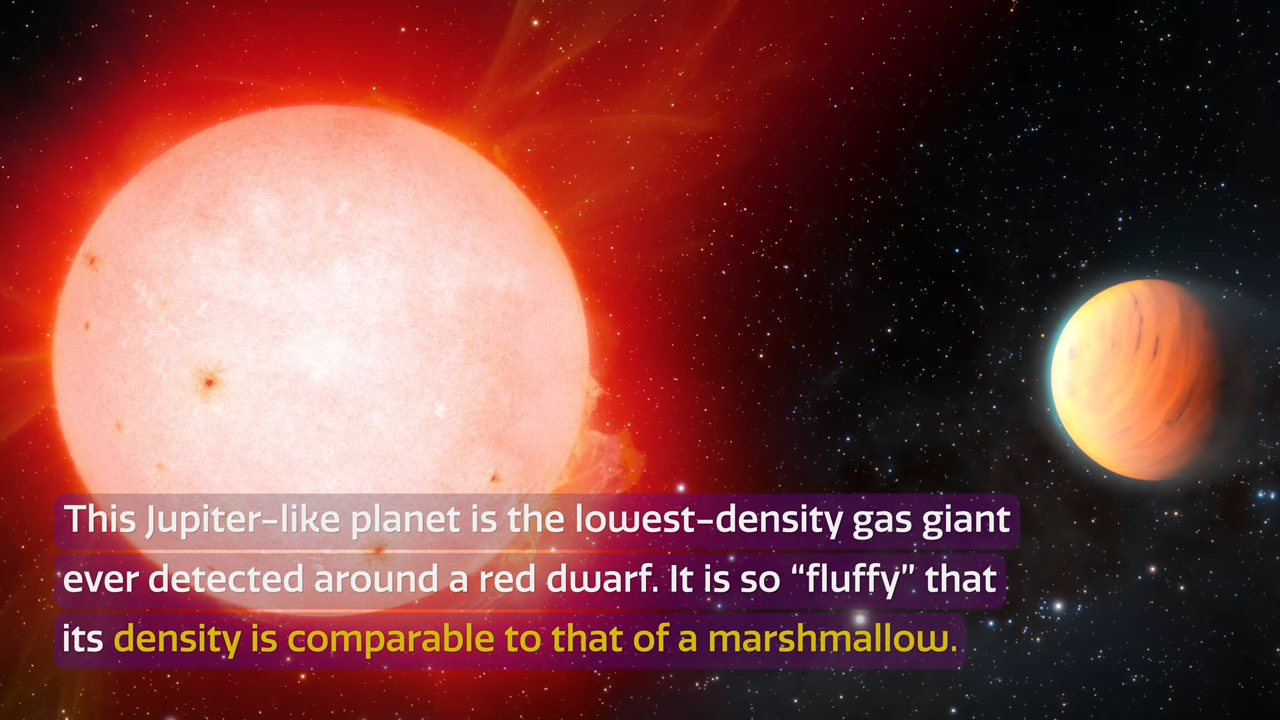 This Jupiter-like planet is the lowest-density gas giant
ever detected around a red dwarf. It is so “fluffy” that
its density is comparable to that of a marshmallow.